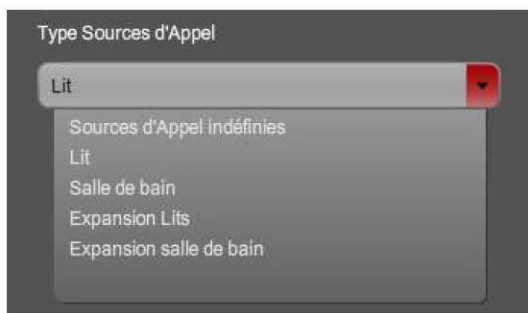 Type Sources d'Appel
Lit
Sources d'Appel indéfinies
Lit
Salle de bain
Expansion Lits
Expansion salle de bain